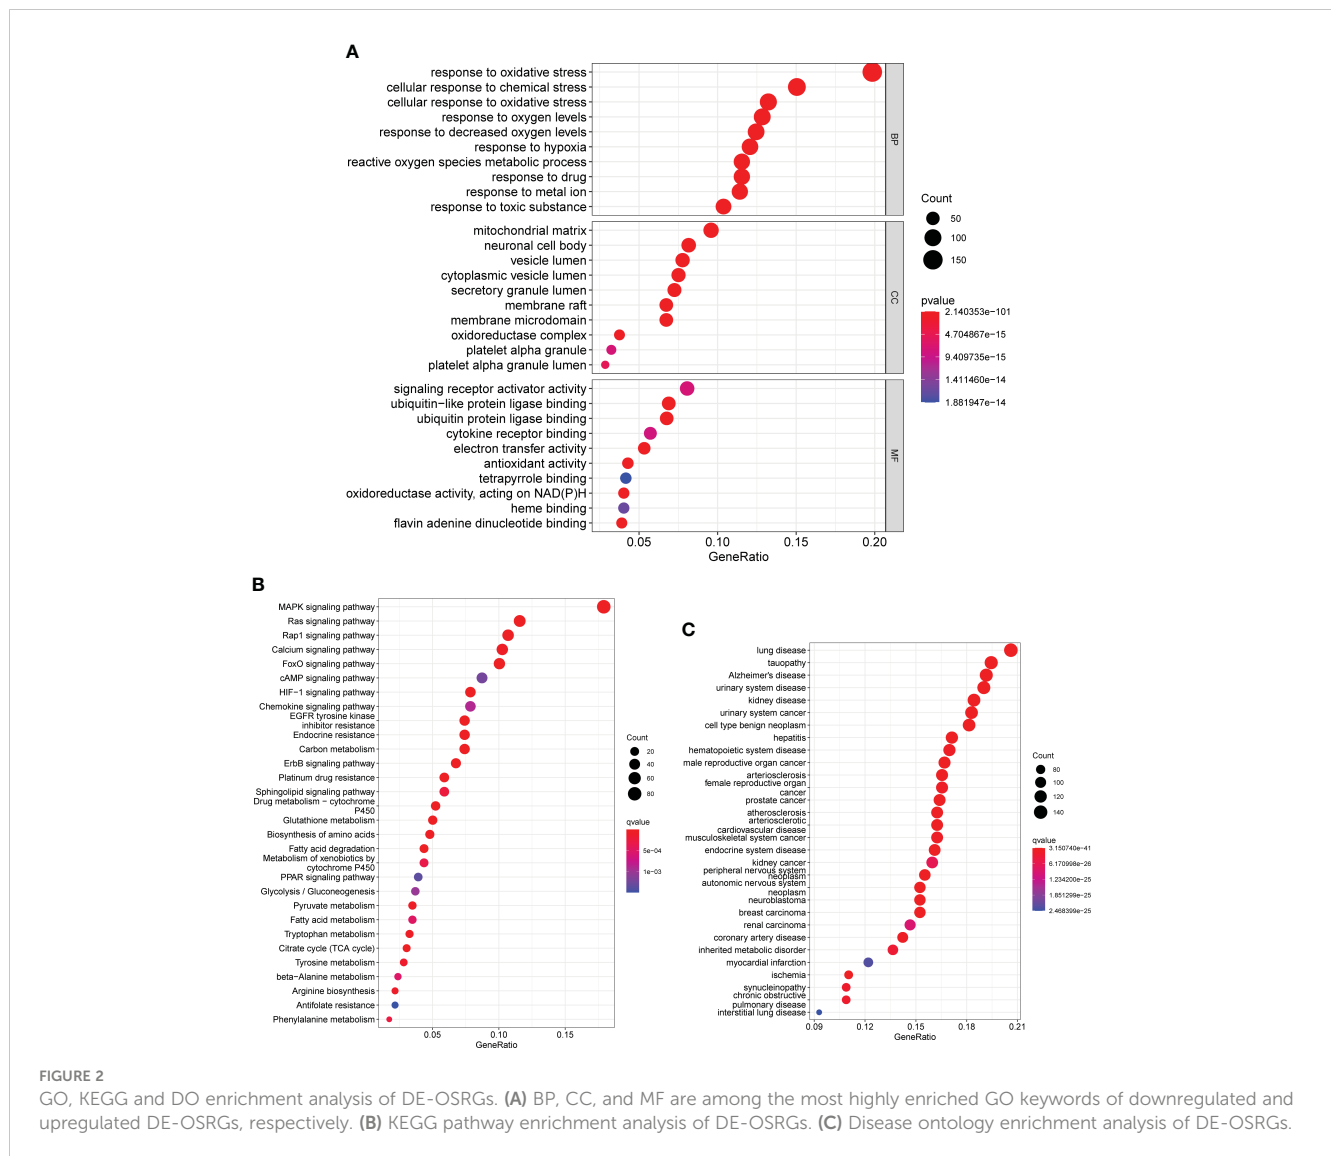 A
response to oxidative stress
cellular response to chemical stress
cellular response to oxidative stress
response to oxygen levels
response to decreased oxygen levels
response to hypoxia
reactive oxygen species metabolic process
response to drug
response to metal ion
response to toxic substance
BP
mitochondrial matrix
neuronal cell body
vesicle lumen
cytoplasmic vesicle lumen
secretory granule lumen
membrane raft
membrane microdomain
oxidoreductase complex
platelet alpha granule
platelet alpha granule lumen
CC
signaling receptor activator activity
ubiquitin−like protein ligase binding
ubiquitin protein ligase binding
cytokine receptor binding
electron transfer activity
antioxidant activity
tetrapyrrole binding
oxidoreductase activity, acting on NAD(P)H
heme binding
flavin adenine dinucleotide binding
MF
0.05 0.10 0.15 0.20
GeneRatio
Count
50
100
150
pvalue
2.140353e−101
4.704867e−15
9.409735e−15
1.411460e−14
1.881947e−14
B
MAPK signaling pathway
Ras signaling pathway
Rap1 signaling pathway
Calcium signaling pathway
FoxO signaling pathway
cAMP signaling pathway
HIF−1 signaling pathway
Chemokine signaling pathway
EGFR tyrosine kinase
inhibitor resistance
Endocrine resistance
Carbon metabolism
ErbB signaling pathway
Platinum drug resistance
Sphingolipid signaling pathway
Drug metabolism − cytochrome
P450
Glutathione metabolism
Biosynthesis of amino acids
Fatty acid degradation
Metabolism of xenobiotics by
cytochrome P450
PPAR signaling pathway
Glycolysis / Gluconeogenesis
Pyruvate metabolism
Fatty acid metabolism
Tryptophan metabolism
Citrate cycle (TCA cycle)
Tyrosine metabolism
beta−Alanine metabolism
Arginine biosynthesis
Antifolate resistance
Phenylalanine metabolism
0.05 0.10 0.15
GeneRatio
Count
20
40
60
80
qvalue
5e−04
1e−03
C
lung disease
tauopathy
Alzheimer's disease
urinary system disease
kidney disease
urinary system cancer
cell type benign neoplasm
hepatitis
hematopoietic system disease
male reproductive organ cancer
arteriosclerosis
female reproductive organ
cancer
prostate cancer
atherosclerosis
arteriosclerotic
cardiovascular disease
musculoskeletal system cancer
endocrine system disease
kidney cancer
peripheral nervous system
neoplasm
autonomic nervous system
neoplasm
neuroblastoma
breast carcinoma
renal carcinoma
coronary artery disease
inherited metabolic disorder
myocardial infarction
ischemia
synucleinopathy
chronic obstructive
pulmonary disease
interstitial lung disease
0.09 0.12 0.15 0.18 0.21
GeneRatio
Count
80
100
120
140
qvalue
3.150740e−41
6.170998e−26
1.234200e−25
1.851299e−25
2.468399e−25
FIGURE 2
GO, KEGG and DO enrichment analysis of DE-OSRGs. (A) BP, CC, and MF are among the most highly enriched GO keywords of downregulated and
upregulated DE-OSRGs, respectively. (B) KEGG pathway enrichment analysis of DE-OSRGs. (C) Disease ontology enrichment analysis of DE-OSRGs.